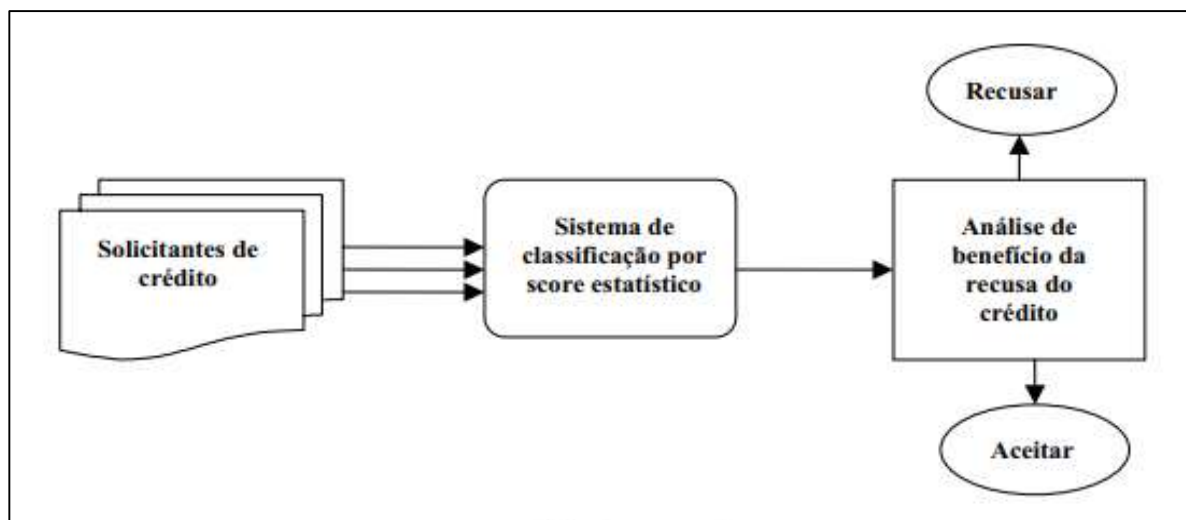 Solicitantes de
crédito
Sistema de
classificação por
score estatístico
Recusar
Análise de
benefício da
recusa do
crédito
Aceitar